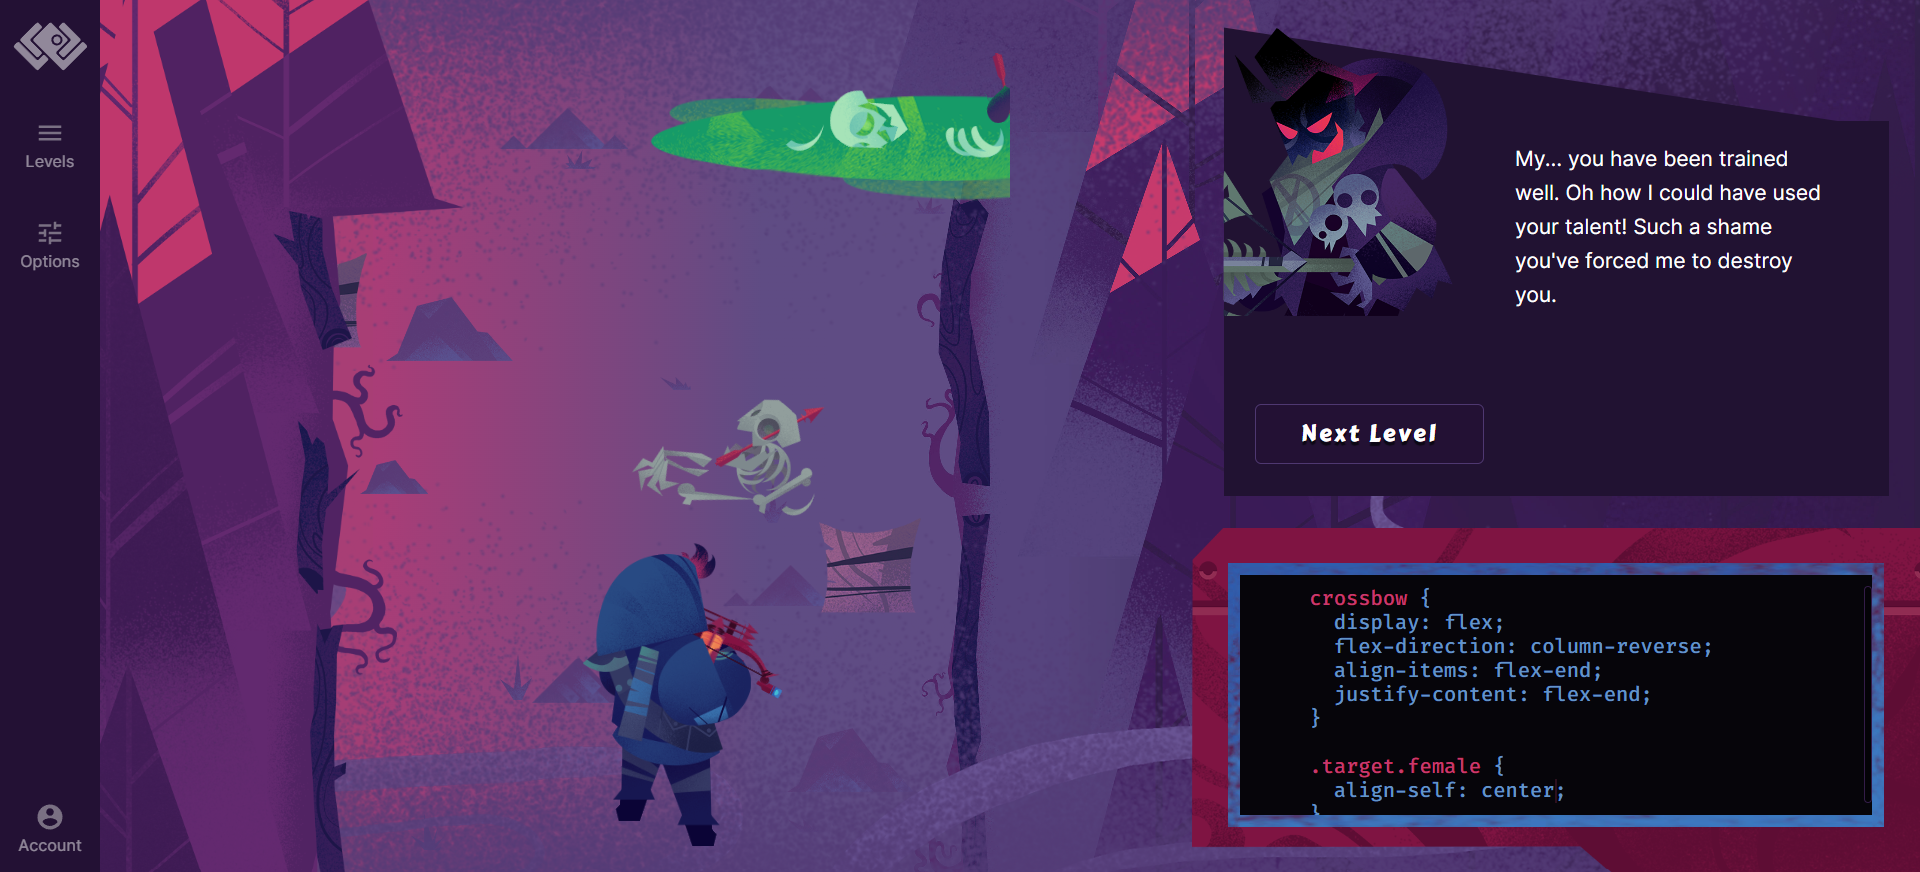 Levels
Options
Account
My... you have been trained
well. Oh how I could have used
your talent! Such a shame
you've forced me to destroy
you.
Next Level
crossbow {
display: flex;
flex-direction: column-reverse;
align-items: flex-end;
justify-content: flex-end;
}
.target.female {
align-self: center;
}